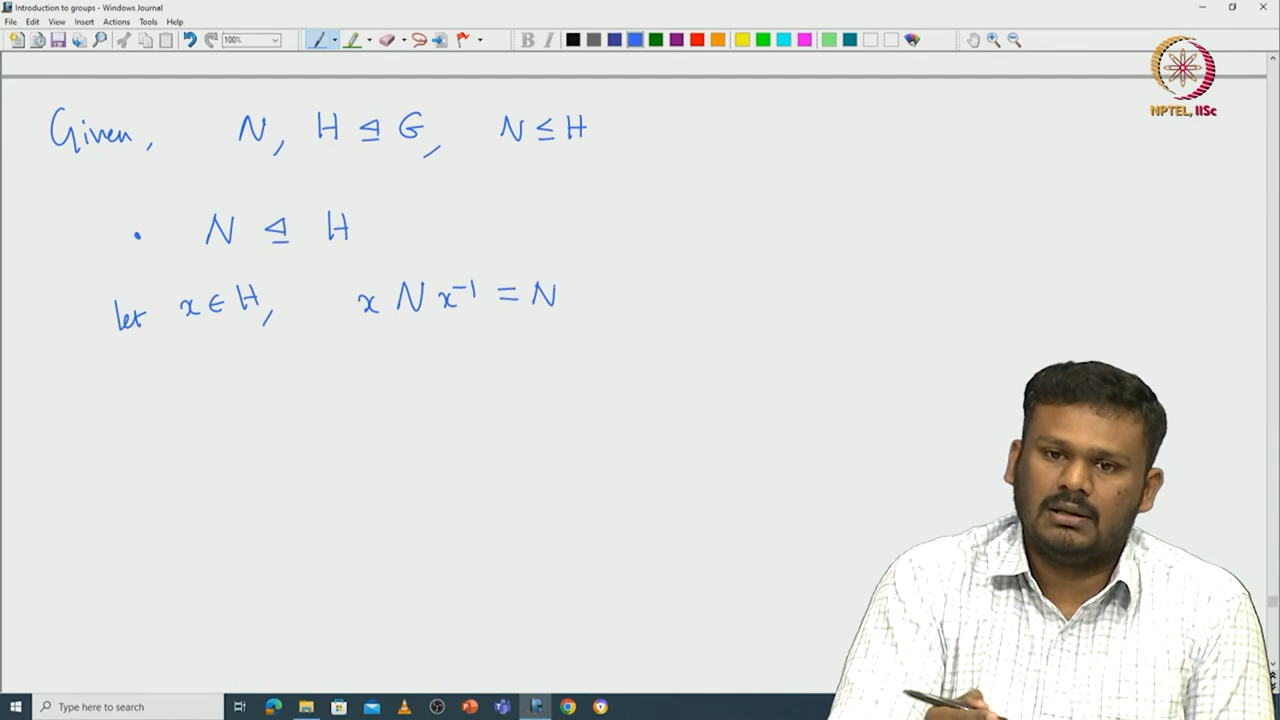 Introduction to groups - Windows Journal
File Edit View Insert Actions Tools Help
100%
B I
NPTEL, IISc
Given, N, H ⊴ G, N ≤ H
• N ⊴ H
let x ∈ H, x N x⁻¹ = N
Type here to search